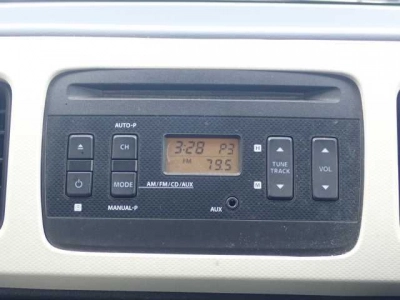 AUTO-P
CH
3:28 P3
FM 79.5
TUNE
TRACK
VOL
MODE
AM/FM/CD/AUX
MANUAL-P
AUX